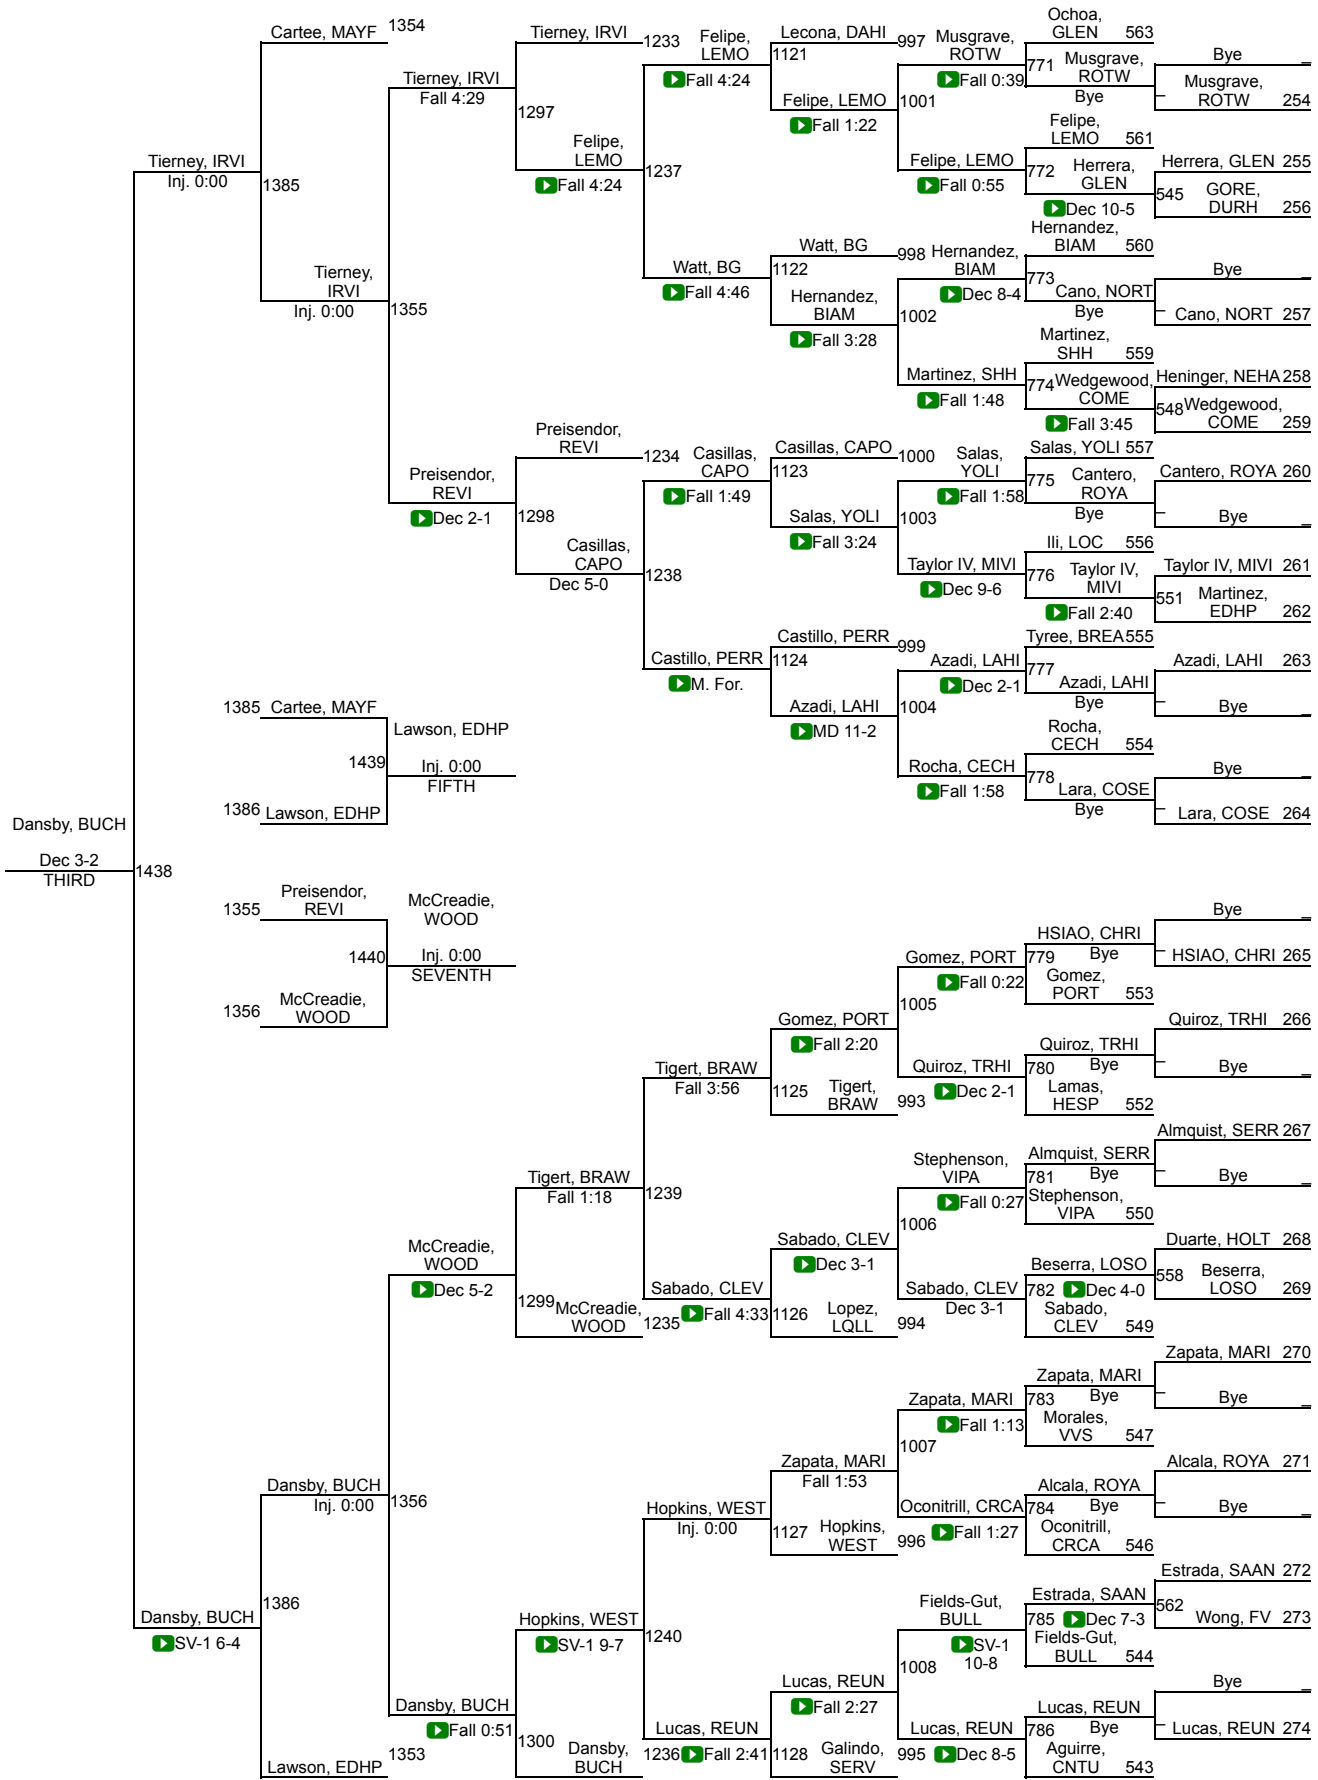 Cartee, MAYF 1354
Tierney, IRVI
Fall 4:29
Tierney, IRVI 1233
1297
Felipe,
LEMO
Fall 4:24
Felipe,
LEMO
Fall 4:24
Lecona, DAHI 997
1121
Felipe, LEMO
Fall 1:22
Musgrave,
ROTW
Fall 0:39
1001
Felipe, LEMO
Fall 0:55
Ochoa,
GLEN 563
771 Musgrave,
ROTW
Bye
Bye _
_ Musgrave,
ROTW 254
Felipe,
LEMO 561
772 Herrera,
GLEN
Dec 10-5
Herrera, GLEN 255
545 GORE,
DURH 256
Tierney, IRVI
Inj. 0:00
1385
Tierney,
IRVI
Inj. 0:00
1355
1237
Watt, BG
Fall 4:46
Watt, BG 998
1122
Hernandez,
BIAM
Fall 3:28
Hernandez,
BIAM
Dec 8-4
1002
Martinez, SHH
Fall 1:48
Hernandez,
BIAM 560
773 Cano, NORT
Bye
Bye _
_ Cano, NORT 257
Martinez,
SHH 559
774 Wedgewood,
COME
Fall 3:45
Heninger, NEHA 258
548 Wedgewood,
COME 259
Preisendor,
REVI
Dec 2-1
Preisendor,
REVI 1234
1298
Casillas,
CAPO
Dec 5-0
Casillas,
CAPO
Fall 1:49
1238
Casillas, CAPO 1000
1123
Salas, YOLI
Fall 3:24
Salas,
YOLI
Fall 1:58
1003
Taylor IV, MIVI
Dec 9-6
Salas, YOLI 557
775 Cantero,
ROYA
Bye
Cantero, ROYA 260
_ Bye _
Ili, LOC 556
776 Taylor IV,
MIVI
Fall 2:40
Taylor IV, MIVI 261
551 Martinez,
EDHP 262
Castillo, PERR
M. For.
Castillo, PERR 999
1124
Azadi, LAHI
MD 11-2
Azadi, LAHI
Dec 2-1
1004
Rocha, CECH
Fall 1:58
Tyree, BREA 555
777 Azadi, LAHI
Bye
Azadi, LAHI 263
_ Bye _
Rocha,
CECH 554
778 Lara, COSE
Bye
Bye _
_ Lara, COSE 264
1385 Cartee, MAYF
1439
1386 Lawson, EDHP
Lawson, EDHP
Inj. 0:00
FIFTH
Dansby, BUCH
Dec 3-2
THIRD
1438
1355 Preisendor,
REVI
1440
1356 McCreadie,
WOOD
McCreadie,
WOOD
Inj. 0:00
SEVENTH
Gomez, PORT
Fall 2:20
Gomez, PORT
Fall 0:22
1005
Quiroz, TRHI
Dec 2-1
HSIAO, CHRI
779 Bye
Gomez,
PORT 553
Bye _
_ HSIAO, CHRI 265
Quiroz, TRHI
780 Bye
Lamas,
HESP 552
Quiroz, TRHI 266
_ Bye _
Tigert, BRAW
Fall 3:56
1125 Tigert,
BRAW 993
Tigert, BRAW
Fall 1:18
1239
Sabado, CLEV
Fall 4:33
Stephenson,
VIPA
Fall 0:27
1006
Sabado, CLEV
Dec 3-1
Almquist, SERR
781 Bye
Stephenson,
VIPA 550
Almquist, SERR 267
_ Bye _
Sabado, CLEV
Dec 3-1
1126 Lopez,
LQLL 994
Beserra, LOSO
782 Dec 4-0
Sabado,
CLEV 549
Duarte, HOLT 268
558 Beserra,
LOSO 269
McCreadie,
WOOD
Dec 5-2
1299 McCreadie,
WOOD 1235
Dansby, BUCH
Inj. 0:00
1356
Hopkins, WEST
Inj. 0:00
Zapata, MARI
Fall 1:53
1127 Hopkins,
WEST 996
Zapata, MARI
Fall 1:13
1007
Oconitrill, CRCA
Fall 1:27
Zapata, MARI
783 Bye
Morales,
VVS 547
Zapata, MARI 270
_ Bye _
Alcala, ROYA
784 Bye
Oconitrill,
CRCA 546
Alcala, ROYA 271
_ Bye _
Dansby, BUCH
SV-1 6-4
1386
Hopkins, WEST
SV-1 9-7
1240
Fields-Gut,
BULL
SV-1
10-8
1008
Estrada, SAAN
785 Dec 7-3
Fields-Gut,
BULL 544
Estrada, SAAN 272
562 Wong, FV 273
Dansby, BUCH
Fall 0:51
1300 Dansby,
BUCH 1236
Lucas, REUN
Fall 2:41
Lucas, REUN
Fall 2:27
1128 Galindo,
SERV 995
Lucas, REUN
Dec 8-5
Lucas, REUN
786 Bye
Aguirre,
CNTU 543
Bye _
_ Lucas, REUN 274
Lawson, EDHP 1353